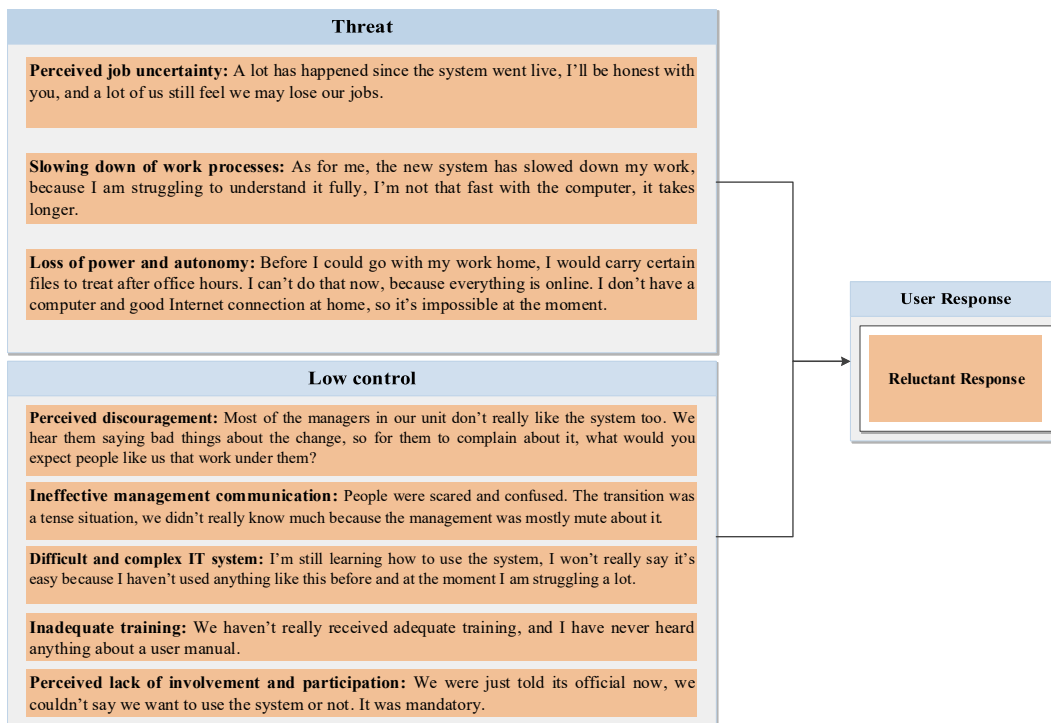 Threat
Perceived job uncertainty: A lot has happened since the system went live, I'll be honest with
you, and a lot of us still feel we may lose our jobs.
Slowing down of work processes: As for me, the new system has slowed down my work,
because I am struggling to understand it fully, I'm not that fast with the computer, it takes
longer.
Loss of power and autonomy: Before I could go with my work home, I would carry certain
files to treat after office hours. I can't do that now, because everything is online. I don't have a
computer and good Internet connection at home, so it's impossible at the moment.
Low control
Perceived discouragement: Most of the managers in our unit don't really like the system too. We
hear them saying bad things about the change, so for them to complain about it, what would you
expect people like us that work under them?
Ineffective management communication: People were scared and confused. The transition was
a tense situation, we didn't really know much because the management was mostly mute about it.
Difficult and complex IT system: I'm still learning how to use the system, I won't really say it's
easy because I haven't used anything like this before and at the moment I am struggling a lot.
Inadequate training: We haven't really received adequate training, and I have never heard
anything about a user manual.
Perceived lack of involvement and participation: We were just told its official now, we
couldn't say we want to use the system or not. It was mandatory.
User Response
Reluctant Response